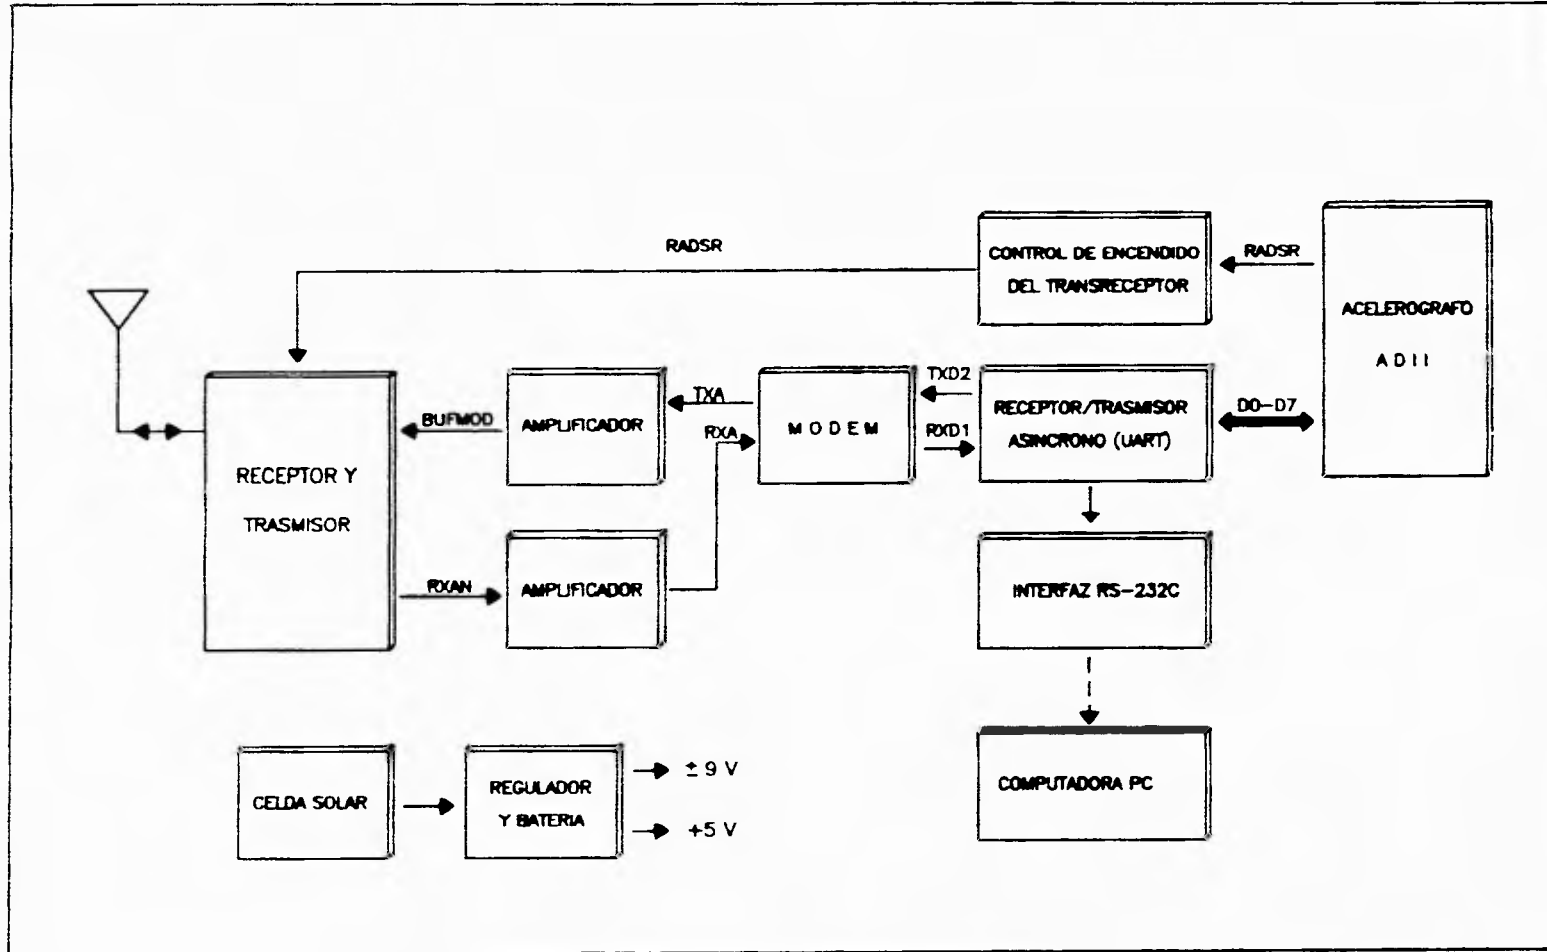 RADSR
CONTROL DE ENCENDIDO
DEL TRANSRECEPTOR
RADSR
ACELEROGRAFO
ADII
RECEPTOR Y
TRASMISOR
BUFMOD
AMPLIFICADOR
TXA
RXA
MODEM
TXD2
RXD1
RECEPTOR/TRASMISOR
ASINCRONO (UART)
D0-D7
RXAN
AMPLIFICADOR
INTERFAZ RS-232C
CELDA SOLAR
REGULADOR
Y BATERIA
± 9 V
+5 V
COMPUTADORA PC